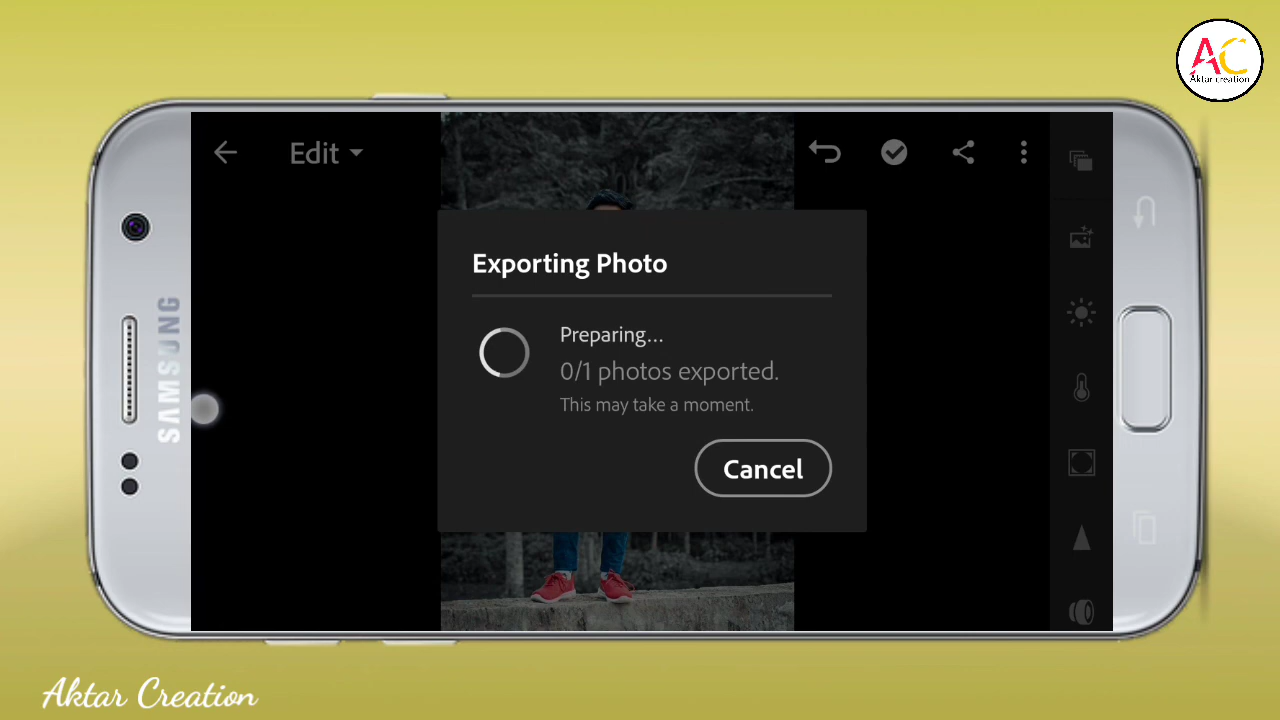 AC
Aktar creation
Edit
Exporting Photo
Preparing...
0/1 photos exported.
This may take a moment.
Cancel
SAMSUNG
Aktar Creation